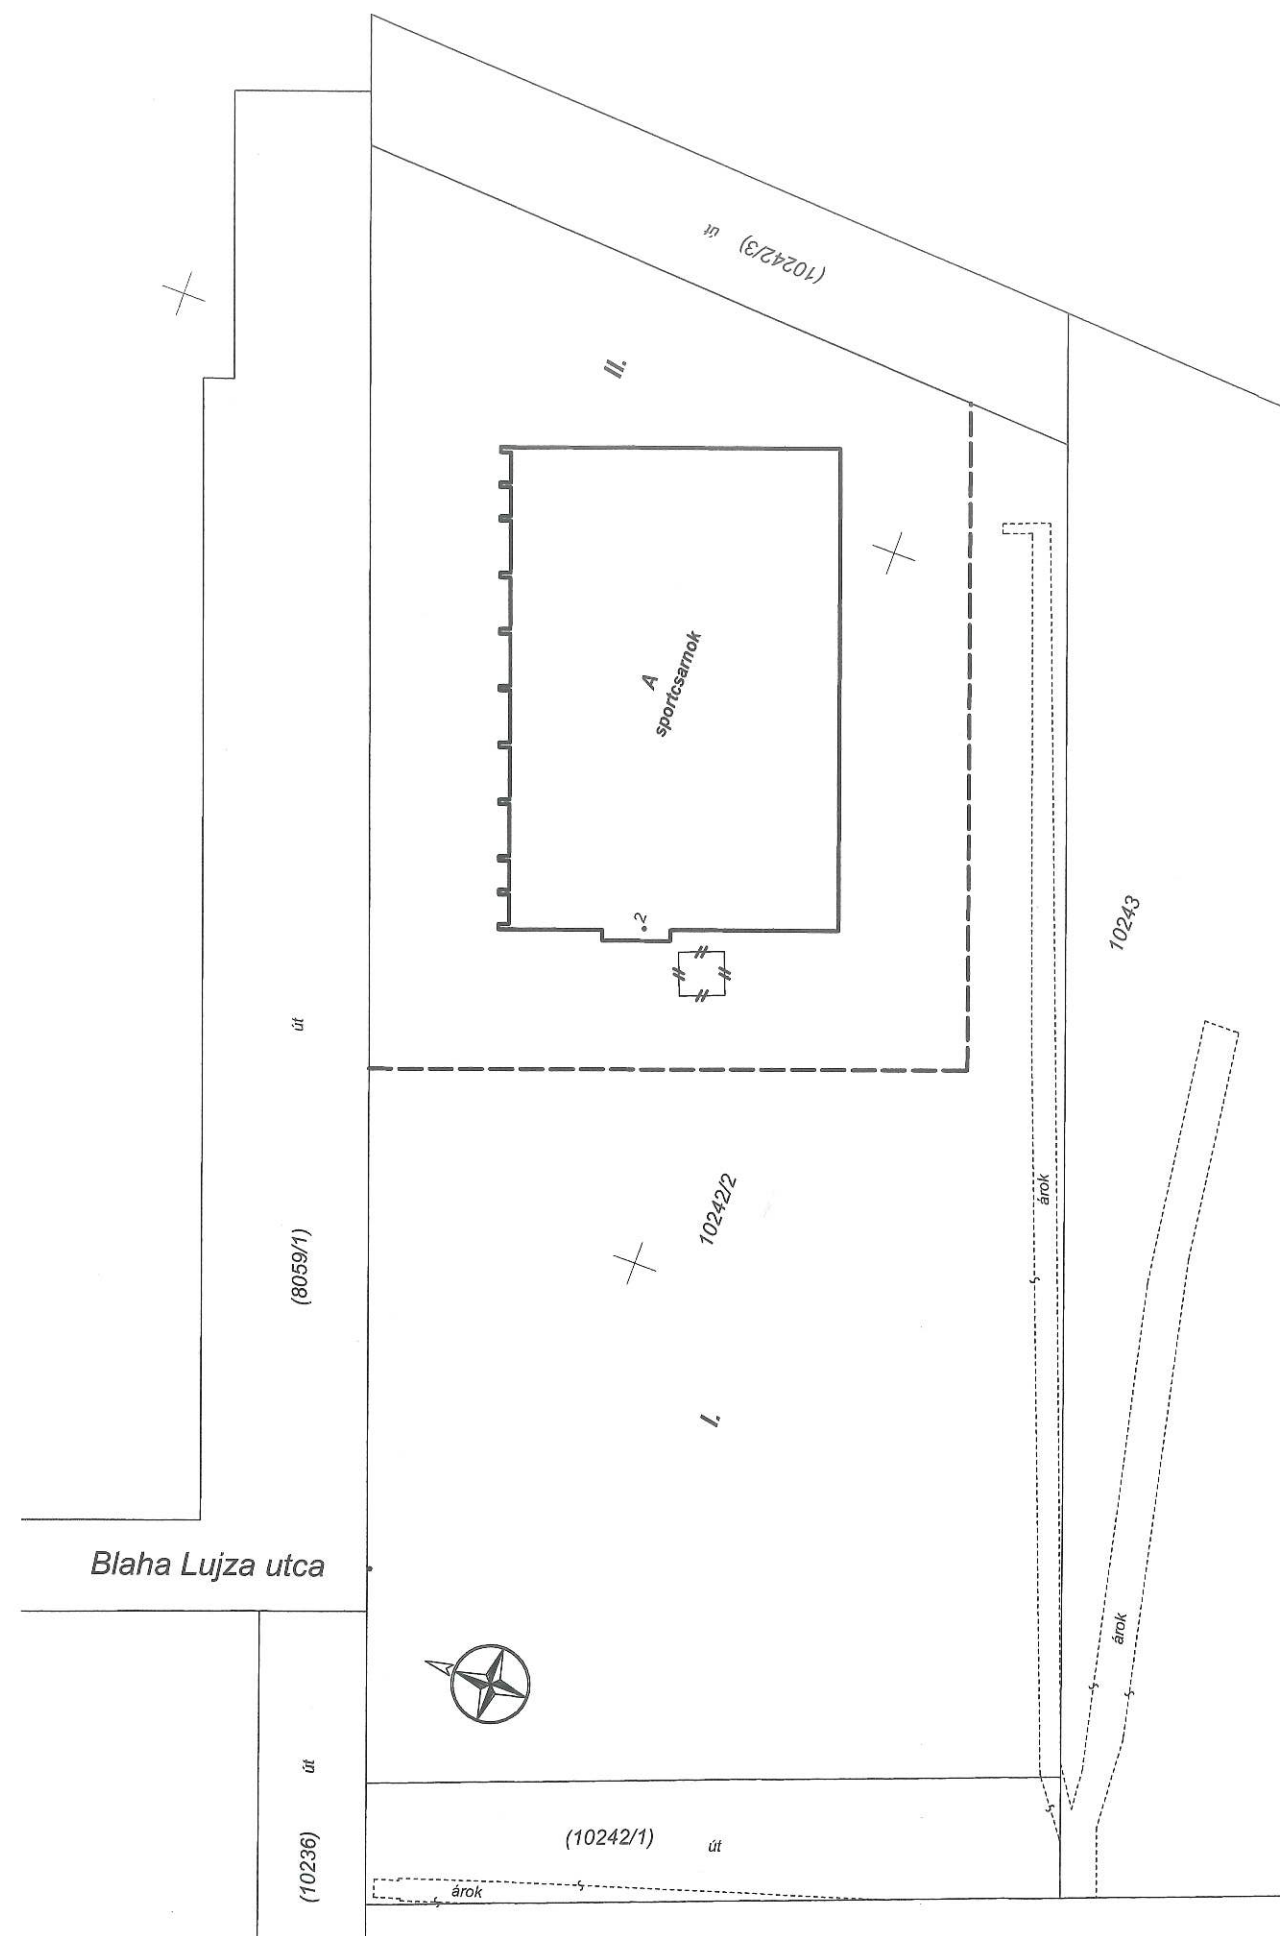 (10242/3) út
II.
A
sportcsarnok
2
10243
út
10242/2
árok
(8059/1)
I.
Blaha Lujza utca
árok
út
(10236)
(10242/1) út
árok